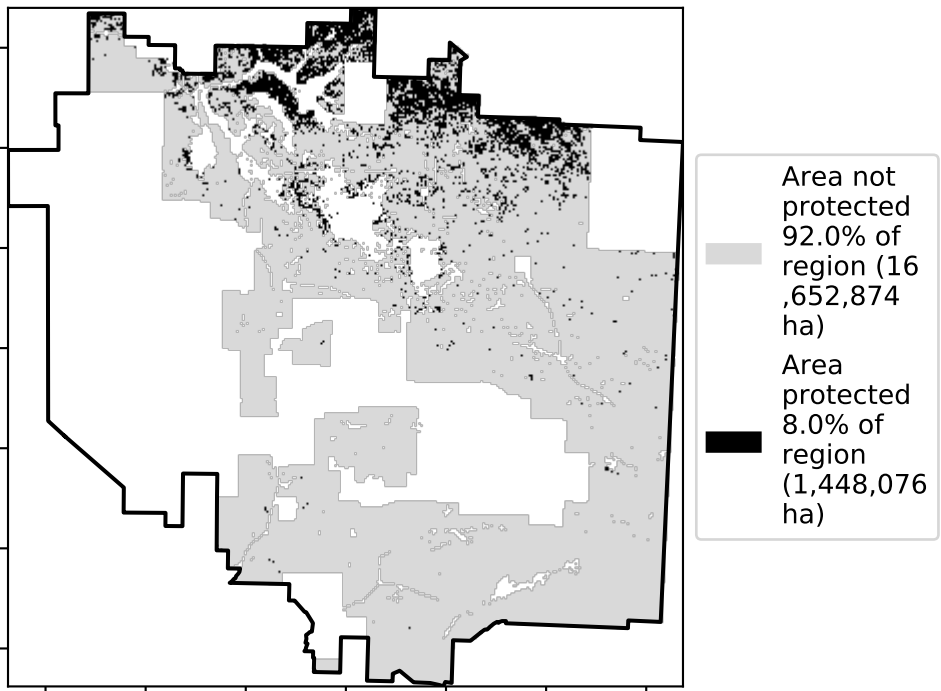 Area not
protected
92.0% of
region (16
,652,874
ha)
Area
protected
8.0% of
region
(1,448,076
ha)